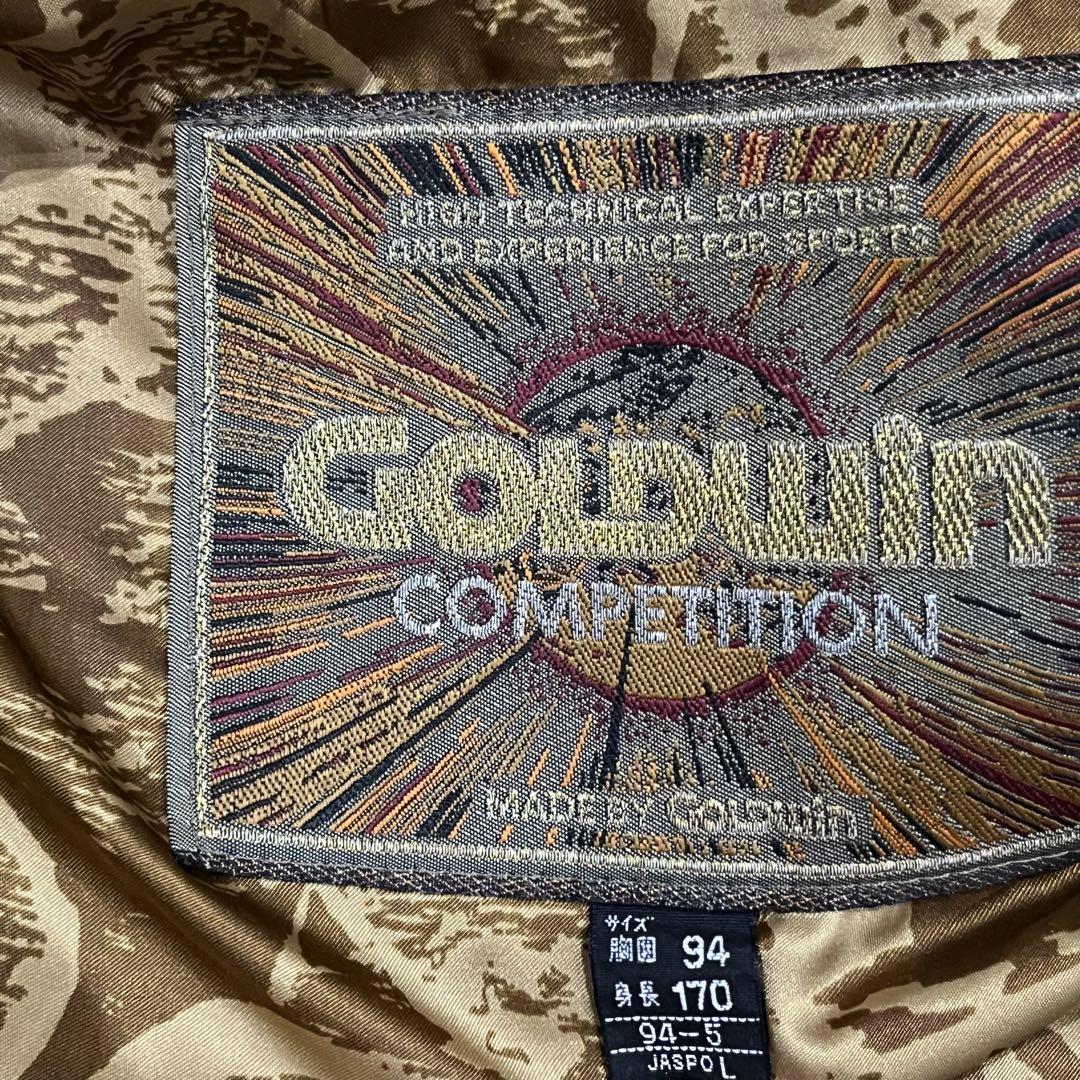 HIGH TECHNICAL EXPERTISE
AND EXPERIENCE FOR SPORTS
GOLDWIN
COMPETITION
MADE BY GOLDWIN
サイズ
胸囲 94
身長 170
94-5
JASPO L